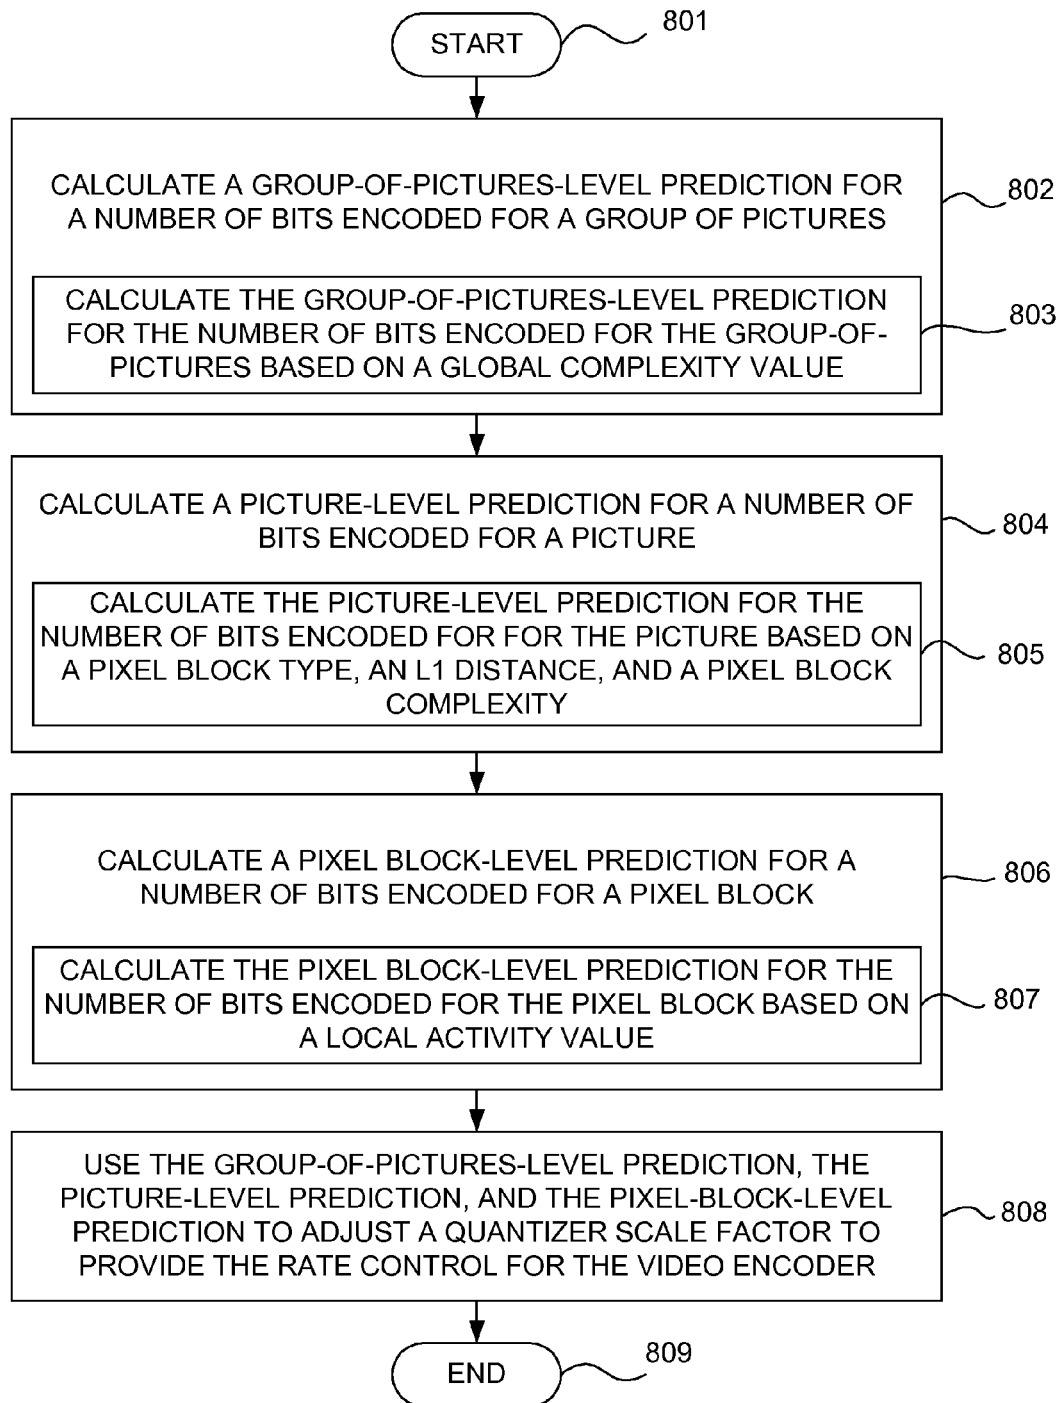 START
801
CALCULATE A GROUP-OF-PICTURES-LEVEL PREDICTION FOR
A NUMBER OF BITS ENCODED FOR A GROUP OF PICTURES
802
CALCULATE THE GROUP-OF-PICTURES-LEVEL PREDICTION
FOR THE NUMBER OF BITS ENCODED FOR THE GROUP-OF-
PICTURES BASED ON A GLOBAL COMPLEXITY VALUE
803
CALCULATE A PICTURE-LEVEL PREDICTION FOR A NUMBER OF
BITS ENCODED FOR A PICTURE
804
CALCULATE THE PICTURE-LEVEL PREDICTION FOR THE
NUMBER OF BITS ENCODED FOR FOR THE PICTURE BASED ON
A PIXEL BLOCK TYPE, AN L1 DISTANCE, AND A PIXEL BLOCK
COMPLEXITY
805
CALCULATE A PIXEL BLOCK-LEVEL PREDICTION FOR A
NUMBER OF BITS ENCODED FOR A PIXEL BLOCK
806
CALCULATE THE PIXEL BLOCK-LEVEL PREDICTION FOR THE
NUMBER OF BITS ENCODED FOR THE PIXEL BLOCK BASED ON
A LOCAL ACTIVITY VALUE
807
USE THE GROUP-OF-PICTURES-LEVEL PREDICTION, THE
PICTURE-LEVEL PREDICTION, AND THE PIXEL-BLOCK-LEVEL
PREDICTION TO ADJUST A QUANTIZER SCALE FACTOR TO
PROVIDE THE RATE CONTROL FOR THE VIDEO ENCODER
808
END
809